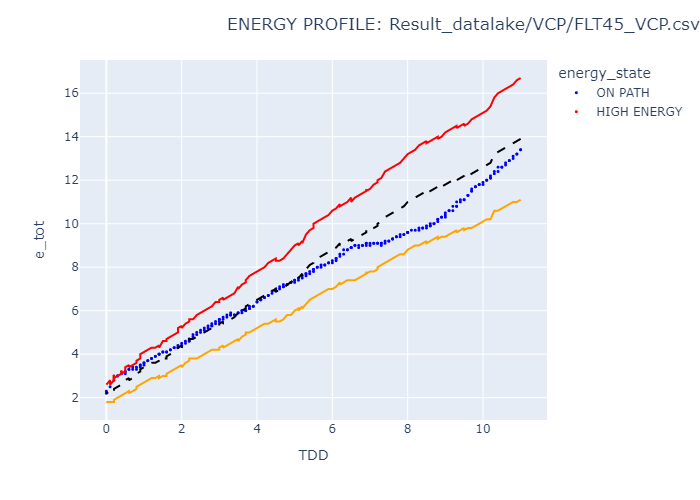 ENERGY PROFILE: Result_datalake/VCP/FLT45_VCP.csv
energy_state
ON PATH
HIGH ENERGY
e_tot
16
14
12
10
8
6
4
2
0 2 4 6 8 10
TDD